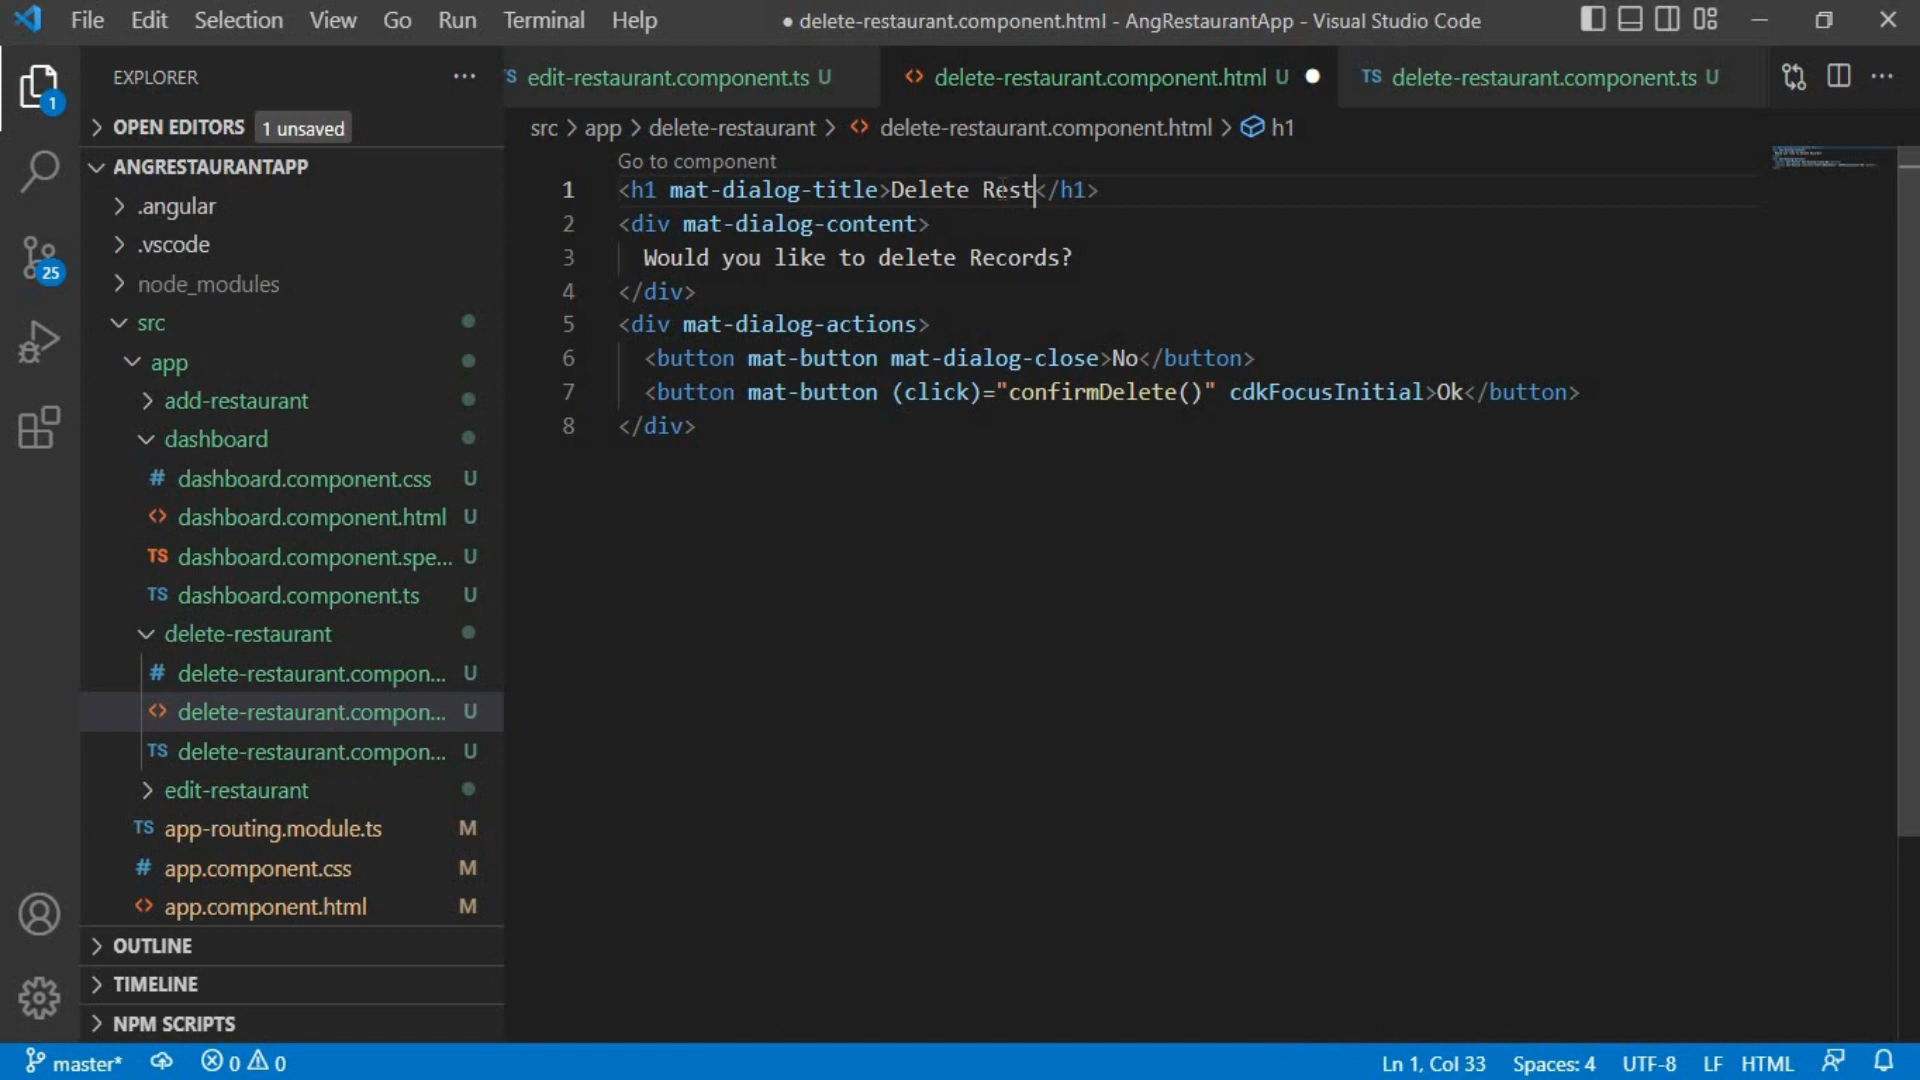 File Edit Selection View Go Run Terminal Help ● delete-restaurant.component.html - AngRestaurantApp - Visual Studio Code
EXPLORER
TS edit-restaurant.component.ts U
<> delete-restaurant.component.html U
TS delete-restaurant.component.ts U
OPEN EDITORS 1 unsaved
src > app > delete-restaurant > <> delete-restaurant.component.html > h1
ANGRESTAURANTAPP
.angular
.vscode
node_modules
src
app
add-restaurant
dashboard
# dashboard.component.css U
<> dashboard.component.html U
TS dashboard.component.spe... U
TS dashboard.component.ts U
delete-restaurant
# delete-restaurant.compon... U
<> delete-restaurant.compon... U
TS delete-restaurant.compon... U
edit-restaurant
TS app-routing.module.ts M
# app.component.css M
<> app.component.html M
OUTLINE
TIMELINE
NPM SCRIPTS
1
25
Go to component
1 <h1 mat-dialog-title>Delete Rest</h1>
2 <div mat-dialog-content>
3 Would you like to delete Records?
4 </div>
5 <div mat-dialog-actions>
6 <button mat-button mat-dialog-close>No</button>
7 <button mat-button (click)="confirmDelete()" cdkFocusInitial>Ok</button>
8 </div>
master* 0 0 Ln 1, Col 33 Spaces: 4 UTF-8 LF HTML